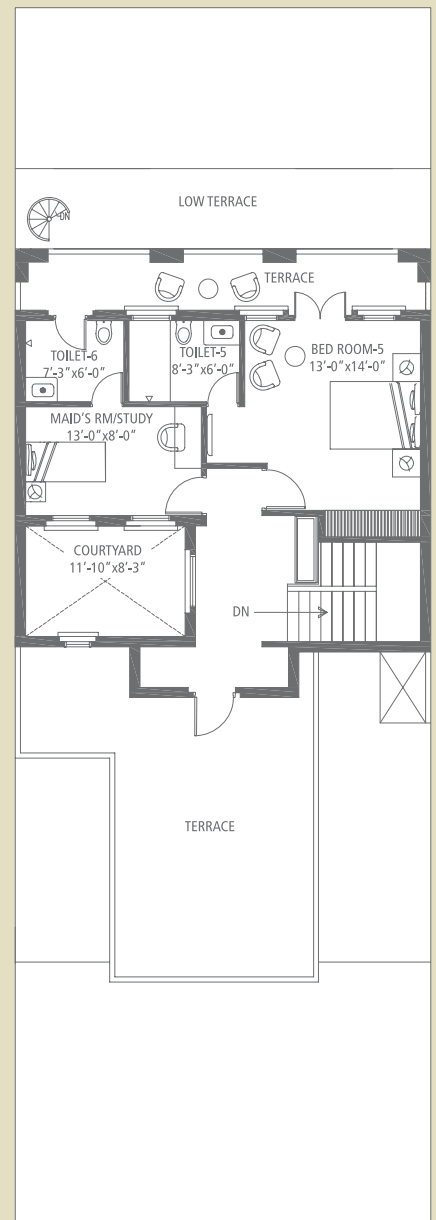 LOW TERRACE
DN
TERRACE
TOILET-6
7'-3"x6'-0"
TOILET-5
8'-3"x6'-0"
BED ROOM-5
13'-0"x14'-0"
MAID'S RM/STUDY
13'-0"x8'-0"
COURTYARD
11'-10"x8'-3"
DN
TERRACE